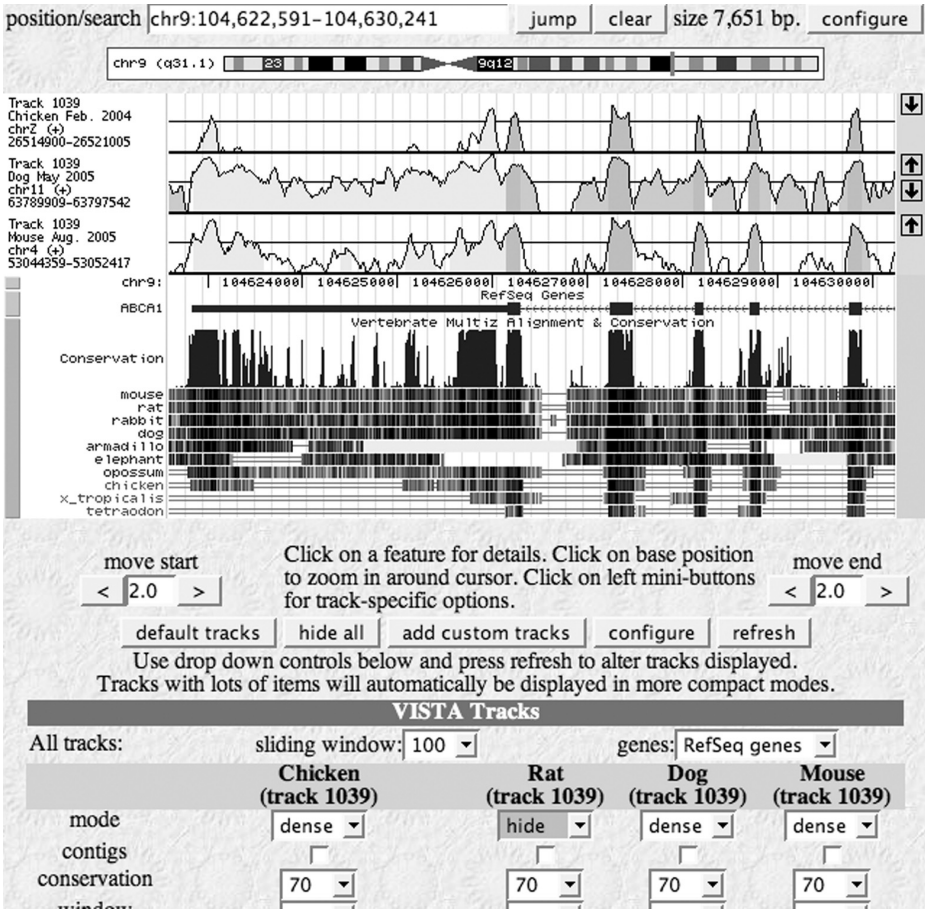 position/search chr9:104,622,591-104,630,241 jump clear size 7,651 bp. configure
chr9 (q31.1) 23 9q12
Track 1039
Chicken Feb. 2004
chrZ (+)
26514900-26521005
Track 1039
Dog May 2005
chr11 (+)
63789909-63797542
Track 1039
Mouse Aug. 2005
chr4 (+)
53044359-53052417
chr9: 104624000 104625000 104626000 104627000 104628000 104629000 104630000
RefSeq Genes
ABCA1
Vertebrate Multiz Alignment & Conservation
Conservation
mouse
rat
rabbit
dog
armadillo
elephant
opossum
chicken
x_tropicalis
tetraodon
move start Click on a feature for details. Click on base position move end
< 2.0 > to zoom in around cursor. Click on left mini-buttons < 2.0 >
for track-specific options.
default tracks hide all add custom tracks configure refresh
Use drop down controls below and press refresh to alter tracks displayed.
Tracks with lots of items will automatically be displayed in more compact modes.
VISTA Tracks
All tracks: sliding window: 100 genes: RefSeq genes
Chicken Rat Dog Mouse
(track 1039) (track 1039) (track 1039) (track 1039)
mode dense hide dense dense
contigs
conservation 70 70 70 70
window